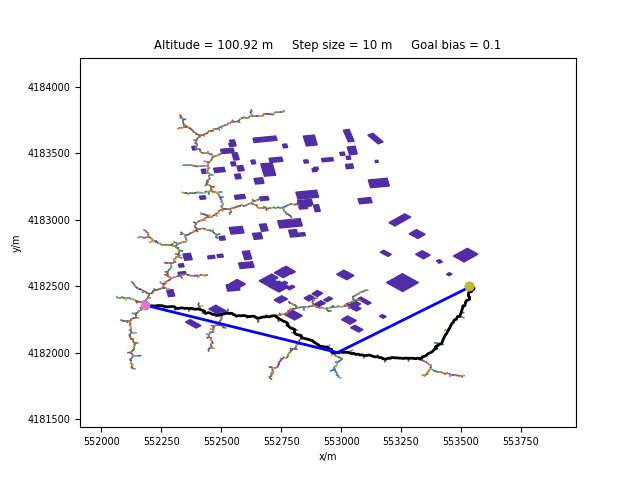 Altitude = 100.92 m Step size = 10 m Goal bias = 0.1
4184000
4183500
4183000
4182500
4182000
4181500
y/m
552000 552250 552500 552750 553000 553250 553500 553750
x/m